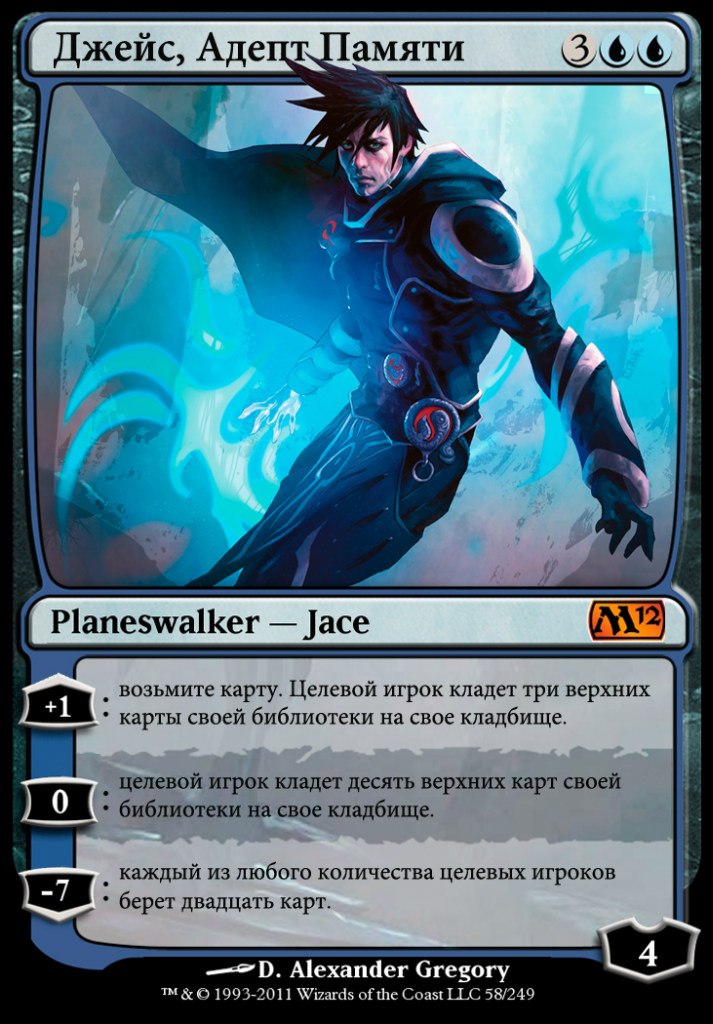 Джейс, Адепт Памяти 3
Planeswalker — Jace M12
+1 : возьмите карту. Целевой игрок кладет три верхних
карты своей библиотеки на свое кладбище.
0 : целевой игрок кладет десять верхних карт своей
библиотеки на свое кладбище.
-7 : каждый из любого количества целевых игроков
берет двадцать карт.
4
D. Alexander Gregory
™ & © 1993-2011 Wizards of the Coast LLC 58/249